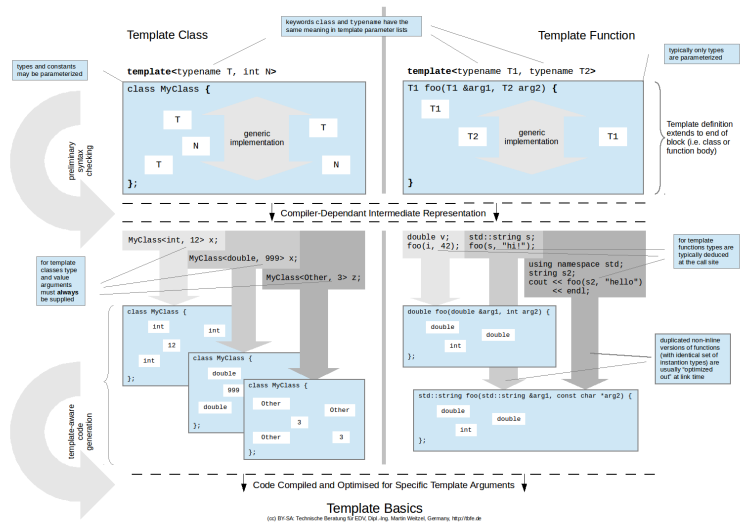 keywords class and typename have the
same meaning in template parameter lists
Template Class
Template Function
types and constants
may be parameterized
typically only types
are parameterized
template<typename T, int N>
class MyClass {
T
N
T
T
N
generic
implementation
};
template<typename T1, typename T2>
T1 foo(T1 &arg1, T2 arg2) {
T1
T2
T1
generic
implementation
}
Template definition
extends to end of
block (i.e. class or
function body)
preliminary
syntax
checking
Compiler-Dependant Intermediate Representation
MyClass<int, 12> x;
MyClass<double, 999> x;
MyClass<Other, 3> z;
for template
classes type and
value
arguments
must always
be supplied
double v;
foo(i, 42);
std::string s;
foo(s, "hi!");
using namespace std;
string s2;
cout << foo(s2, "hello")
<< endl;
for template
functions types are
typically deduced
at the call site
class MyClass {
int
int
12
int
};
class MyClass {
double
999
double
};
class MyClass {
Other
Other
3
Other
3
};
double foo(double &arg1, int arg2) {
double
double
int
};
std::string foo(std::string &arg1, const char *arg2) {
double
double
int
};
duplicated non-inline
versions of functions
(with identical set of
instantion types) are
usually "optimized
out" at link time
template-aware
code
generation
Code Compiled and Optimised for Specific Template Arguments
Template Basics
(cc) BY-SA: Technische Beratung für EDV, Dipl.-Ing. Martin Weitzel, Germany, http://tbfe.de